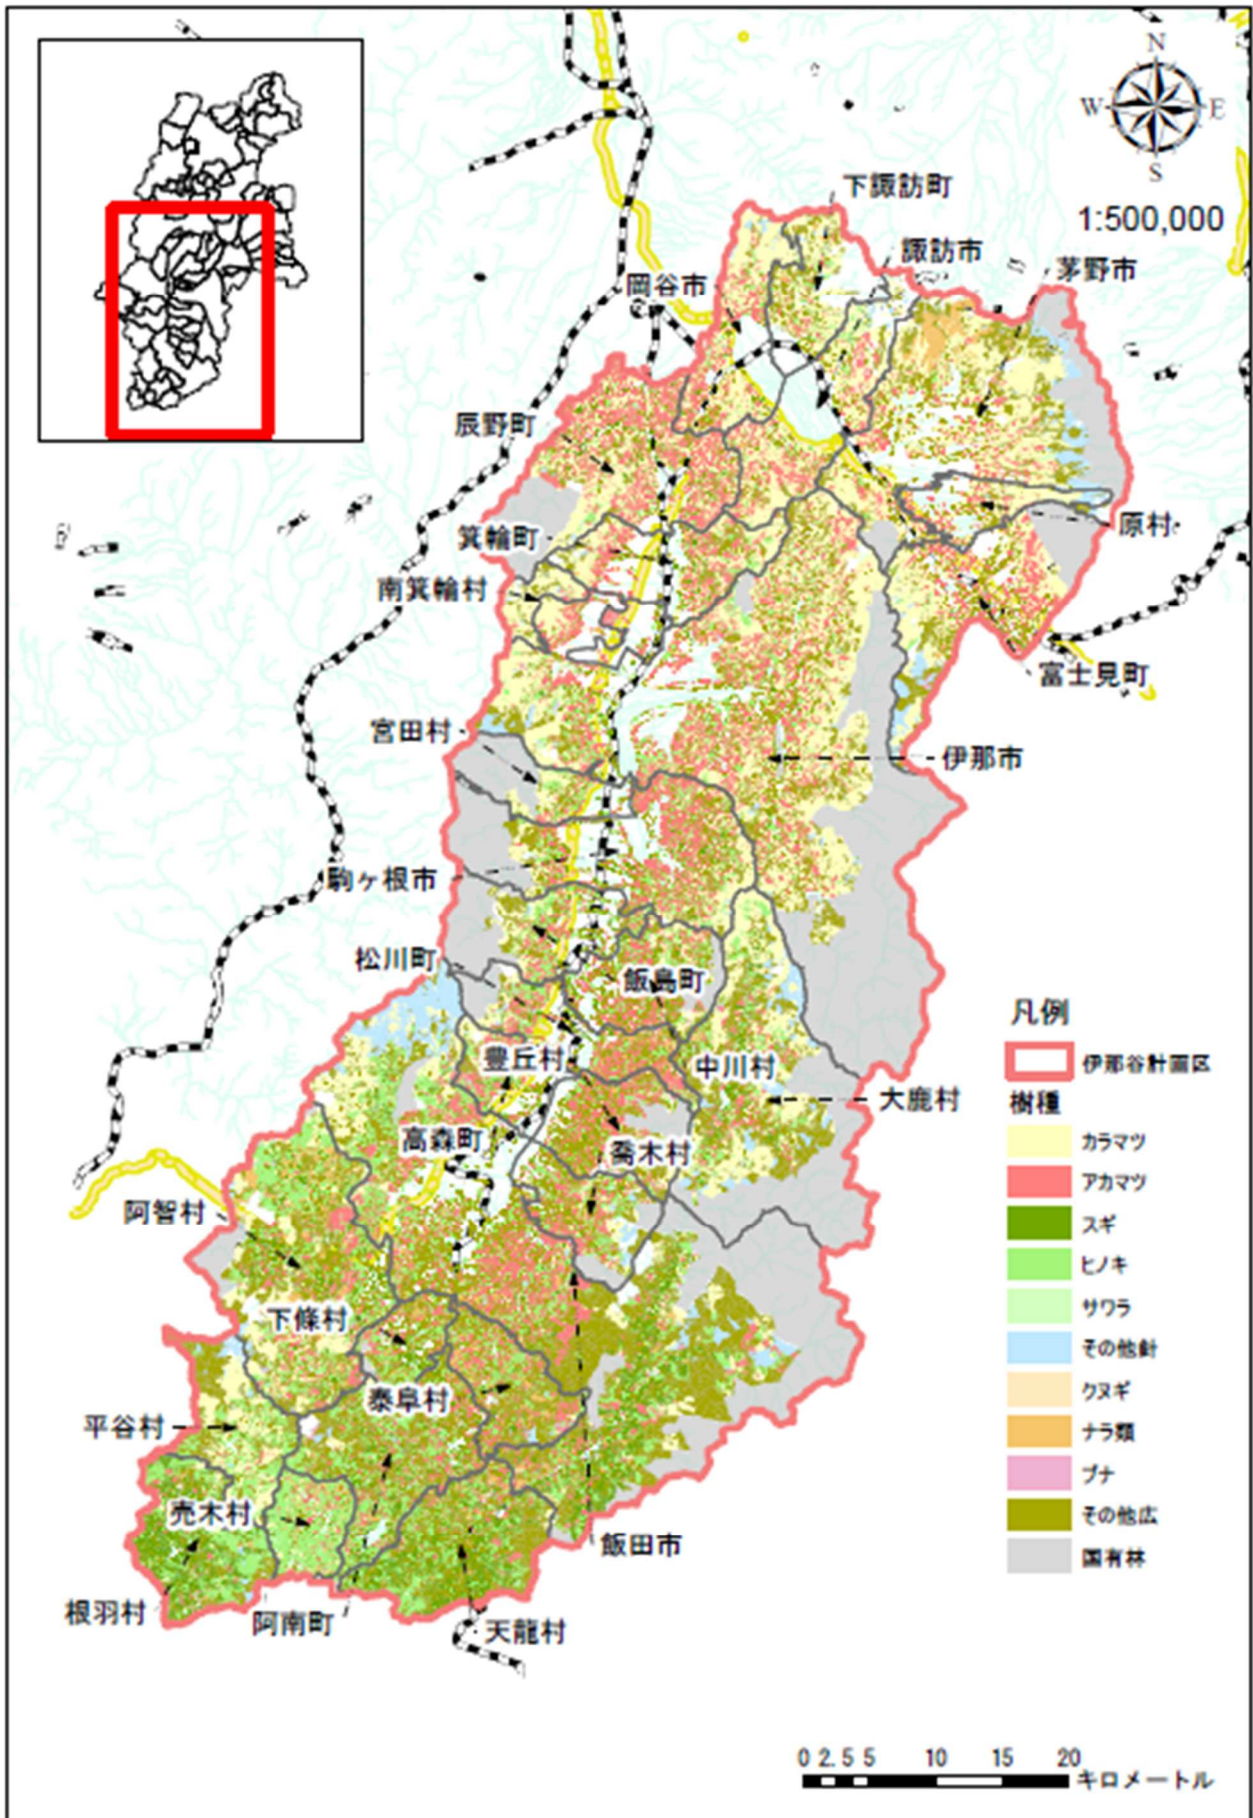 N
W
E
S
1:500,000
下諏訪町
諏訪市
茅野市
岡谷市
辰野町
箕輪町
原村
南箕輪村
富士見町
宮田村
伊那市
駒ヶ根市
松川町
飯島町
豊丘村
中川村
大鹿村
高森町
喬木村
阿智村
下條村
泰阜村
平谷村
売木村
飯田市
根羽村
阿南町
天龍村
凡例
伊那谷計画区
樹種
カラマツ
アカマツ
スギ
ヒノキ
サワラ
その他針
クヌギ
ナラ類
ブナ
その他広
国有林
0 2.5 5 10 15 20
キロメートル